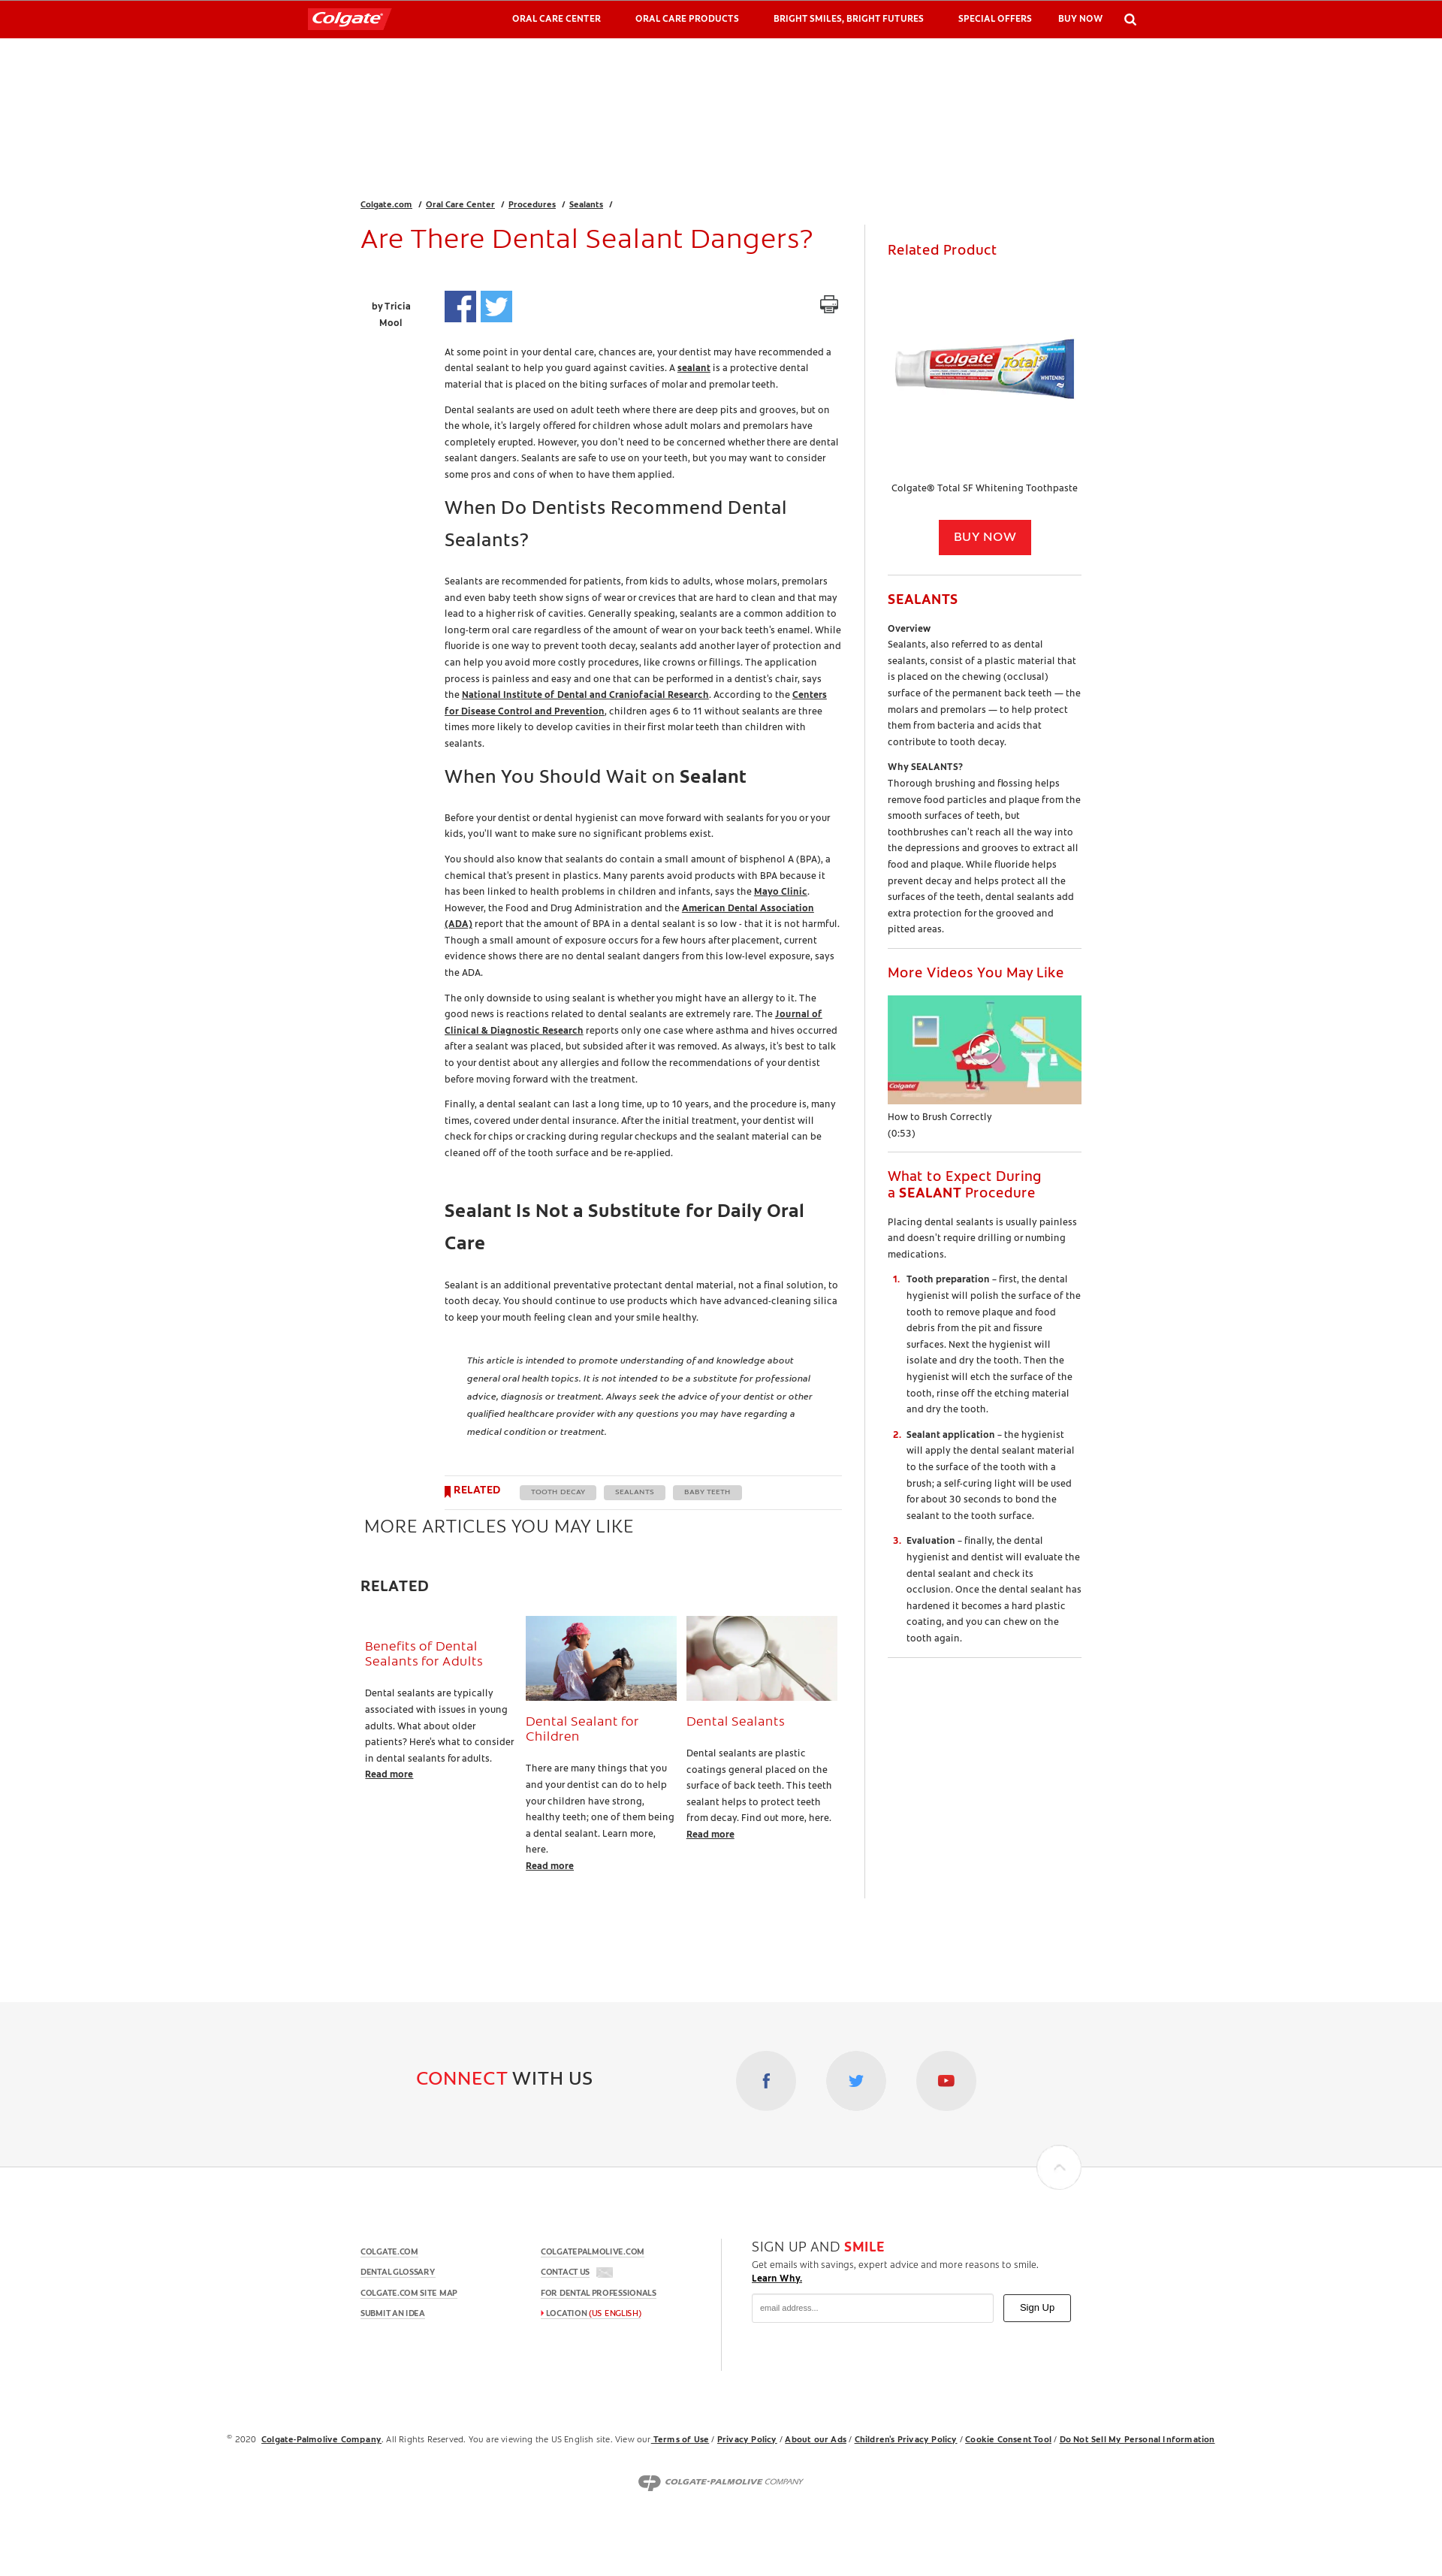 Colgate
ORAL CARE CENTER
ORAL CARE PRODUCTS
BRIGHT SMILES, BRIGHT FUTURES
SPECIAL OFFERS
BUY NOW
Colgate.com / Oral Care Center / Procedures / Sealants /
Are There Dental Sealant Dangers?
by Tricia
Mool
At some point in your dental care, chances are, your dentist may have recommended a
dental sealant to help you guard against cavities. A sealant is a protective dental
material that is placed on the biting surfaces of molar and premolar teeth.
Dental sealants are used on adult teeth where there are deep pits and grooves, but on
the whole, it's largely offered for children whose adult molars and premolars have
completely erupted. However, you don't need to be concerned whether there are dental
sealant dangers. Sealants are safe to use on your teeth, but you may want to consider
some pros and cons of when to have them applied.
When Do Dentists Recommend Dental
Sealants?
Sealants are recommended for patients, from kids to adults, whose molars, premolars
and even baby teeth show signs of wear or crevices that are hard to clean and that may
lead to a higher risk of cavities. Generally speaking, sealants are a common addition to
long-term oral care regardless of the amount of wear on your back teeth's enamel. While
fluoride is one way to prevent tooth decay, sealants add another layer of protection and
can help you avoid more costly procedures, like crowns or fillings. The application
process is painless and easy and one that can be performed in a dentist's chair, says
the National Institute of Dental and Craniofacial Research. According to the Centers
for Disease Control and Prevention, children ages 6 to 11 without sealants are three
times more likely to develop cavities in their first molar teeth than children with
sealants.
When You Should Wait on Sealant
Before your dentist or dental hygienist can move forward with sealants for you or your
kids, you'll want to make sure no significant problems exist.
You should also know that sealants do contain a small amount of bisphenol A (BPA), a
chemical that's present in plastics. Many parents avoid products with BPA because it
has been linked to health problems in children and infants, says the Mayo Clinic.
However, the Food and Drug Administration and the American Dental Association
(ADA) report that the amount of BPA in a dental sealant is so low - that it is not harmful.
Though a small amount of exposure occurs for a few hours after placement, current
evidence shows there are no dental sealant dangers from this low-level exposure, says
the ADA.
The only downside to using sealant is whether you might have an allergy to it. The
good news is reactions related to dental sealants are extremely rare. The Journal of
Clinical & Diagnostic Research reports only one case where asthma and hives occurred
after a sealant was placed, but subsided after it was removed. As always, it's best to talk
to your dentist about any allergies and follow the recommendations of your dentist
before moving forward with the treatment.
Finally, a dental sealant can last a long time, up to 10 years, and the procedure is, many
times, covered under dental insurance. After the initial treatment, your dentist will
check for chips or cracking during regular checkups and the sealant material can be
cleaned off of the tooth surface and be re-applied.
Sealant Is Not a Substitute for Daily Oral
Care
Sealant is an additional preventative protectant dental material, not a final solution, to
tooth decay. You should continue to use products which have advanced-cleaning silica
to keep your mouth feeling clean and your smile healthy.
This article is intended to promote understanding of and knowledge about
general oral health topics. It is not intended to be a substitute for professional
advice, diagnosis or treatment. Always seek the advice of your dentist or other
qualified healthcare provider with any questions you may have regarding a
medical condition or treatment.
RELATED
TOOTH DECAY
SEALANTS
BABY TEETH
MORE ARTICLES YOU MAY LIKE
RELATED
Benefits of Dental
Sealants for Adults
Dental sealants are typically
associated with issues in young
adults. What about older
patients? Here's what to consider
in dental sealants for adults.
Read more
Dental Sealant for
Children
There are many things that you
and your dentist can do to help
your children have strong,
healthy teeth; one of them being
a dental sealant. Learn more,
here.
Read more
Dental Sealants
Dental sealants are plastic
coatings general placed on the
surface of back teeth. This teeth
sealant helps to protect teeth
from decay. Find out more, here.
Read more
Related Product
Colgate
Total SF
WHITENING
Colgate® Total SF Whitening Toothpaste
BUY NOW
SEALANTS
Overview
Sealants, also referred to as dental
sealants, consist of a plastic material that
is placed on the chewing (occlusal)
surface of the permanent back teeth — the
molars and premolars — to help protect
them from bacteria and acids that
contribute to tooth decay.
Why SEALANTS?
Thorough brushing and flossing helps
remove food particles and plaque from the
smooth surfaces of teeth, but
toothbrushes can't reach all the way into
the depressions and grooves to extract all
food and plaque. While fluoride helps
prevent decay and helps protect all the
surfaces of the teeth, dental sealants add
extra protection for the grooved and
pitted areas.
More Videos You May Like
Colgate
How to Brush Correctly
(0:53)
What to Expect During
a SEALANT Procedure
Placing dental sealants is usually painless
and doesn't require drilling or numbing
medications.
1. Tooth preparation – first, the dental
hygienist will polish the surface of the
tooth to remove plaque and food
debris from the pit and fissure
surfaces. Next the hygienist will
isolate and dry the tooth. Then the
hygienist will etch the surface of the
tooth, rinse off the etching material
and dry the tooth.
2. Sealant application – the hygienist
will apply the dental sealant material
to the surface of the tooth with a
brush; a self-curing light will be used
for about 30 seconds to bond the
sealant to the tooth surface.
3. Evaluation – finally, the dental
hygienist and dentist will evaluate the
dental sealant and check its
occlusion. Once the dental sealant has
hardened it becomes a hard plastic
coating, and you can chew on the
tooth again.
CONNECT WITH US
COLGATE.COM
DENTAL GLOSSARY
COLGATE.COM SITE MAP
SUBMIT AN IDEA
COLGATEPALMOLIVE.COM
CONTACT US
FOR DENTAL PROFESSIONALS
LOCATION (US ENGLISH)
SIGN UP AND SMILE
Get emails with savings, expert advice and more reasons to smile.
Learn Why.
email address...
Sign Up
© 2020 Colgate-Palmolive Company. All Rights Reserved. You are viewing the US English site. View our Terms of Use / Privacy Policy / About our Ads / Children's Privacy Policy / Cookie Consent Tool / Do Not Sell My Personal Information
COLGATE-PALMOLIVE COMPANY